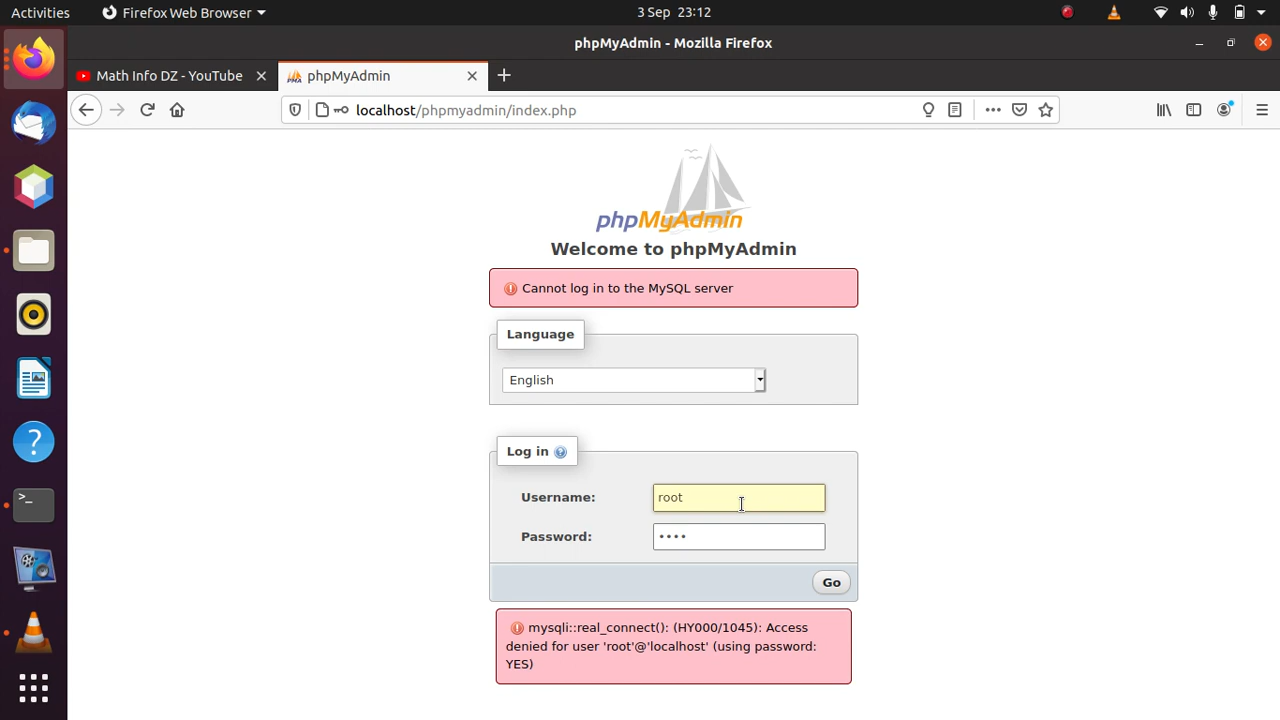 Activities
Firefox Web Browser
3 Sep 23:12
phpMyAdmin - Mozilla Firefox
Math Info DZ - YouTube
PMA
phpMyAdmin
localhost/phpmyadmin/index.php
phpMyAdmin
Welcome to phpMyAdmin
Cannot log in to the MySQL server
Language
English
Log in
Username:
root
Password:
Go
mysqli::real_connect(): (HY000/1045): Access
denied for user 'root'@'localhost' (using password:
YES)